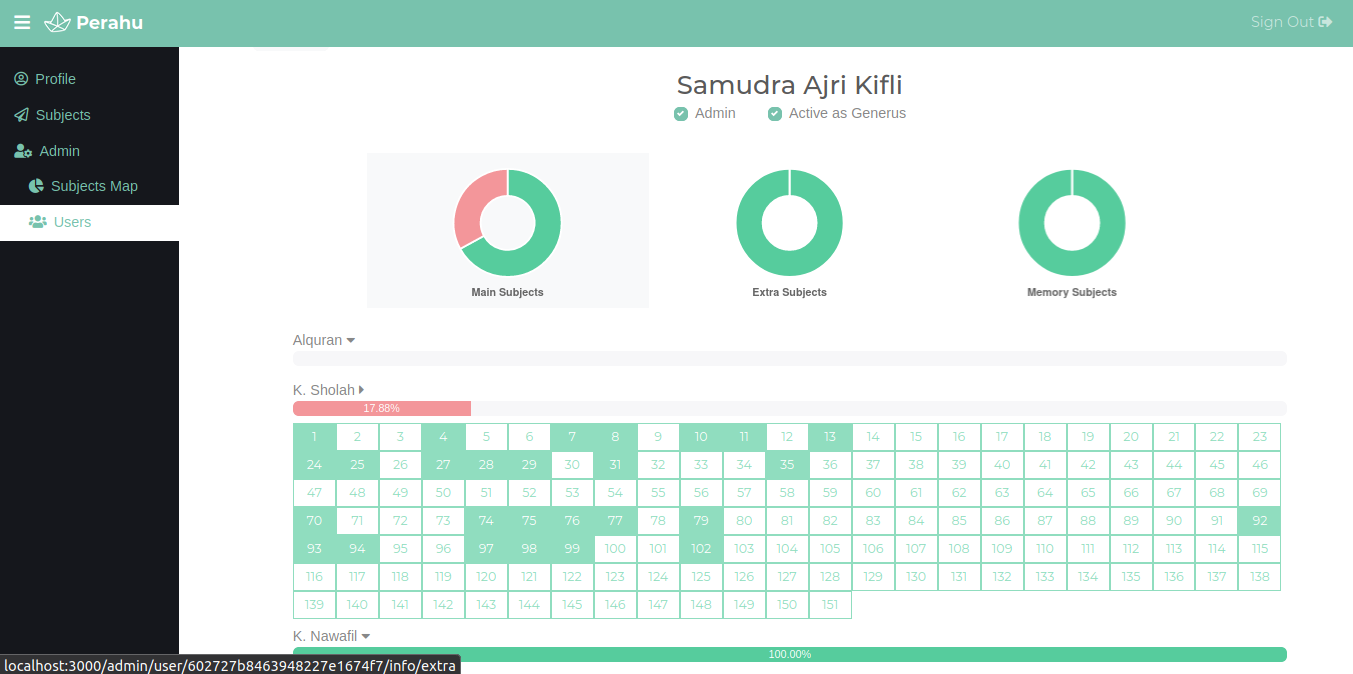 Perahu
Sign Out
Profile
Subjects
Admin
Subjects Map
Users
Samudra Ajri Kifli
Admin Active as Generus
Main Subjects Extra Subjects Memory Subjects
Alquran
K. Sholah
17.88%
1 2 3 4 5 6 7 8 9 10 11 12 13 14 15 16 17 18 19 20 21 22 23
24 25 26 27 28 29 30 31 32 33 34 35 36 37 38 39 40 41 42 43 44 45 46
47 48 49 50 51 52 53 54 55 56 57 58 59 60 61 62 63 64 65 66 67 68 69
70 71 72 73 74 75 76 77 78 79 80 81 82 83 84 85 86 87 88 89 90 91 92
93 94 95 96 97 98 99 100 101 102 103 104 105 106 107 108 109 110 111 112 113 114 115
116 117 118 119 120 121 122 123 124 125 126 127 128 129 130 131 132 133 134 135 136 137 138
139 140 141 142 143 144 145 146 147 148 149 150 151
K. Nawafil
100.00%
localhost:3000/admin/user/602727b8463948227e1674f7/info/extra